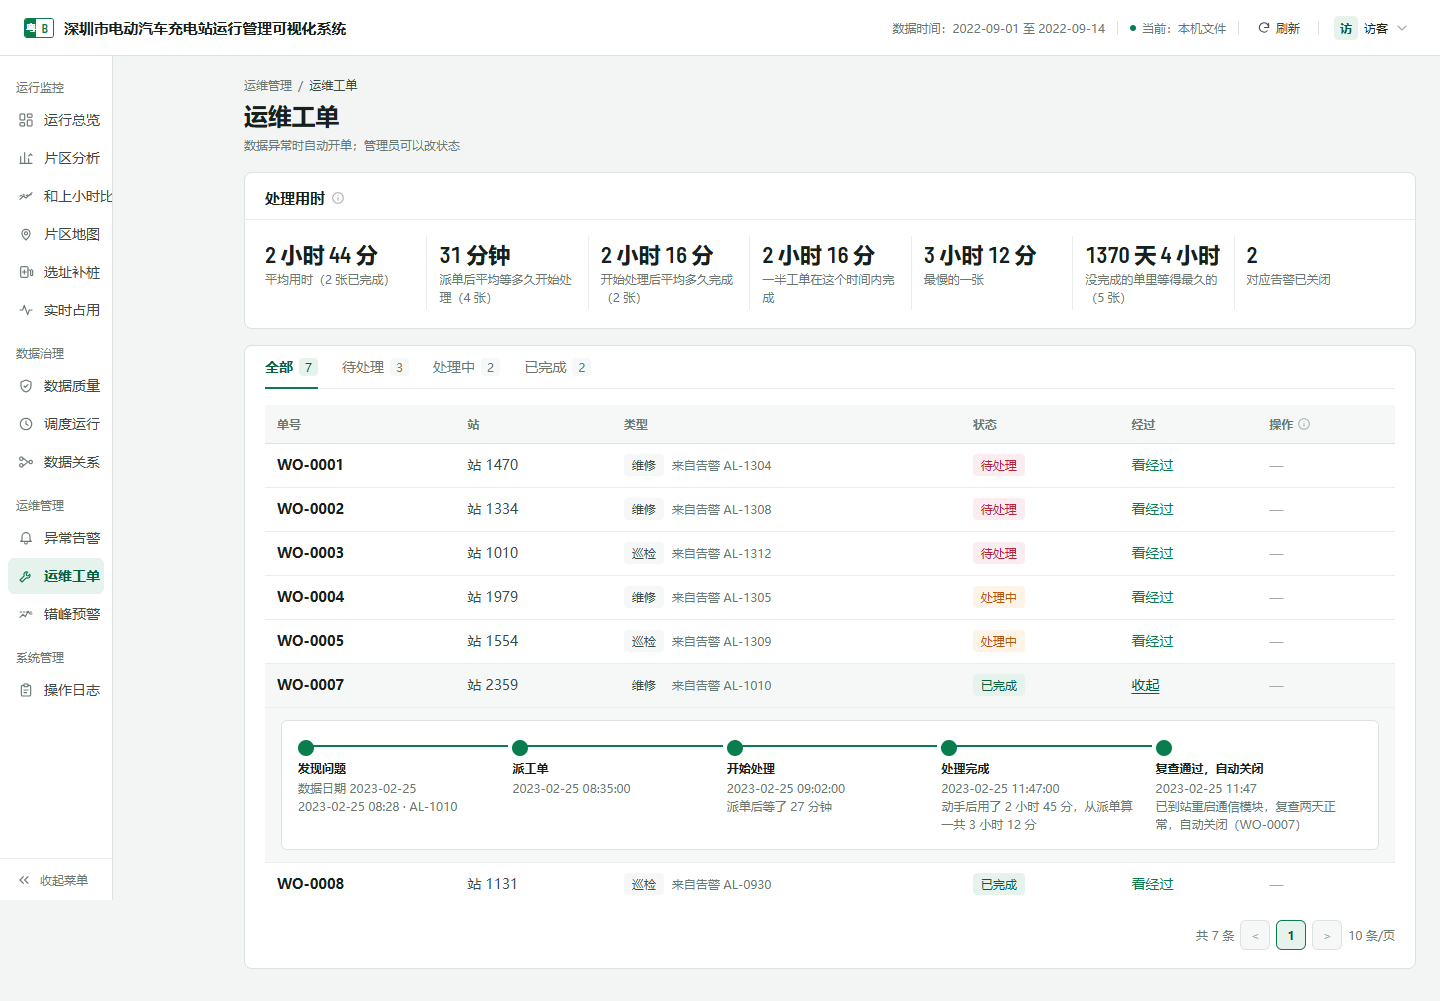 粤B 深圳市电动汽车充电站运行管理可视化系统
数据时间：2022-09-01 至 2022-09-14 当前：本机文件 刷新 访 访客
运行监控
运行总览
片区分析
和上小时比
片区地图
选址补桩
实时占用
数据治理
数据质量
调度运行
数据关系
运维管理
异常告警
运维工单
错峰预警
系统管理
操作日志
收起菜单
运维管理 / 运维工单
运维工单
数据异常时自动开单；管理员可以改状态
处理用时
2 小时 44 分
平均用时（2 张已完成）
31 分钟
派单后平均等多久开始处
理（4 张）
2 小时 16 分
开始处理后平均多久完成
（2 张）
2 小时 16 分
一半工单在这个时间内完
成
3 小时 12 分
最慢的一张
1370 天 4 小时
没完成的单里等得最久的
（5 张）
2
对应告警已关闭
全部 7 待处理 3 处理中 2 已完成 2
单号 站 类型 状态 经过 操作
WO-0001 站 1470 维修 来自告警 AL-1304 待处理 看经过 —
WO-0002 站 1334 维修 来自告警 AL-1308 待处理 看经过 —
WO-0003 站 1010 巡检 来自告警 AL-1312 待处理 看经过 —
WO-0004 站 1979 维修 来自告警 AL-1305 处理中 看经过 —
WO-0005 站 1554 巡检 来自告警 AL-1309 处理中 看经过 —
WO-0007 站 2359 维修 来自告警 AL-1010 已完成 收起 —
发现问题
数据日期 2023-02-25
2023-02-25 08:28 · AL-1010
派工单
2023-02-25 08:35:00
开始处理
2023-02-25 09:02:00
派单后等了 27 分钟
处理完成
2023-02-25 11:47:00
动手后用了 2 小时 45 分，从派单算
一共 3 小时 12 分
复查通过，自动关闭
2023-02-25 11:47
已到站重启通信模块，复查两天正
常，自动关闭（WO-0007）
WO-0008 站 1131 巡检 来自告警 AL-0930 已完成 看经过 —
共 7 条 < 1 > 10 条/页